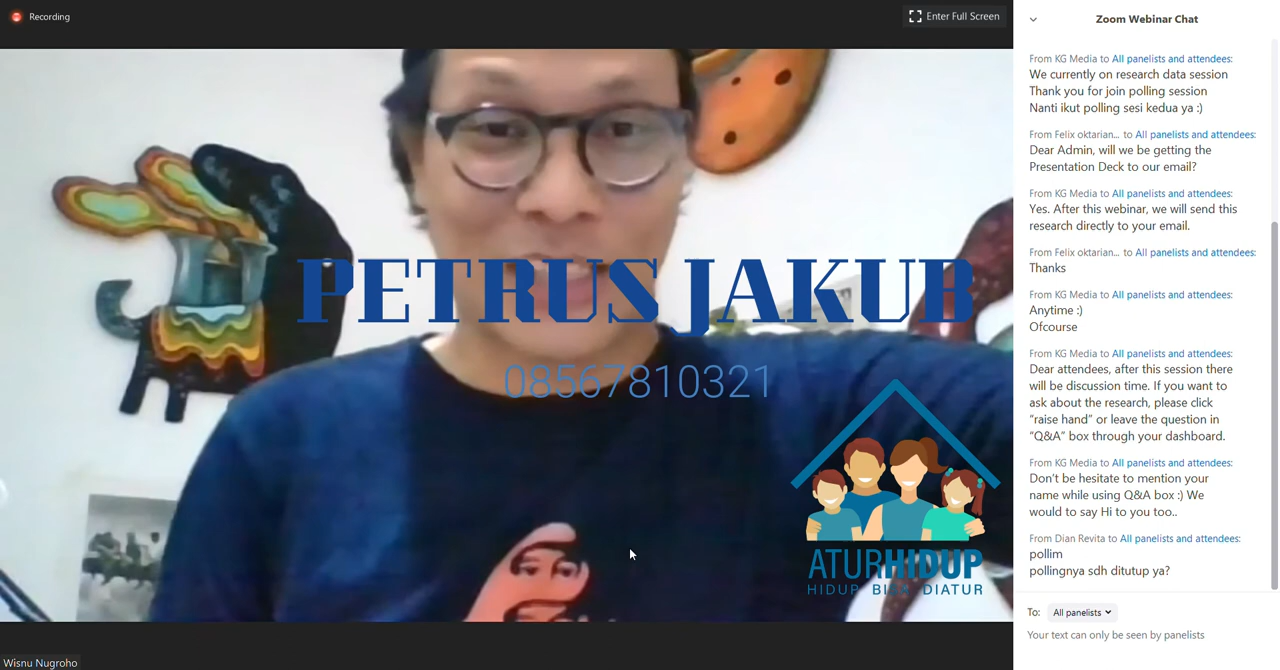 Recording
Enter Full Screen
PETRUS JAKUB
08567810321
ATURHIDUP
HIDUP BISA DIATUR
Wisnu Nugroho
Zoom Webinar Chat
From KG Media to All panelists and attendees:
We currently on research data session
Thank you for join polling session
Nanti ikut polling sesi kedua ya :)
From Felix oktarian... to All panelists and attendees:
Dear Admin, will we be getting the
Presentation Deck to our email?
From KG Media to All panelists and attendees:
Yes. After this webinar, we will send this
research directly to your email.
From Felix oktarian... to All panelists and attendees:
Thanks
From KG Media to All panelists and attendees:
Anytime :)
Ofcourse
From KG Media to All panelists and attendees:
Dear attendees, after this session there
will be discussion time. If you want to
ask about the research, please click
“raise hand” or leave the question in
“Q&A” box through your dashboard.
From KG Media to All panelists and attendees:
Don't be hesitate to mention your
name while using Q&A box :) We
would to say Hi to you too..
From Dian Revita to All panelists and attendees:
pollim
pollingnya sdh ditutup ya?
To: All panelists
Your text can only be seen by panelists